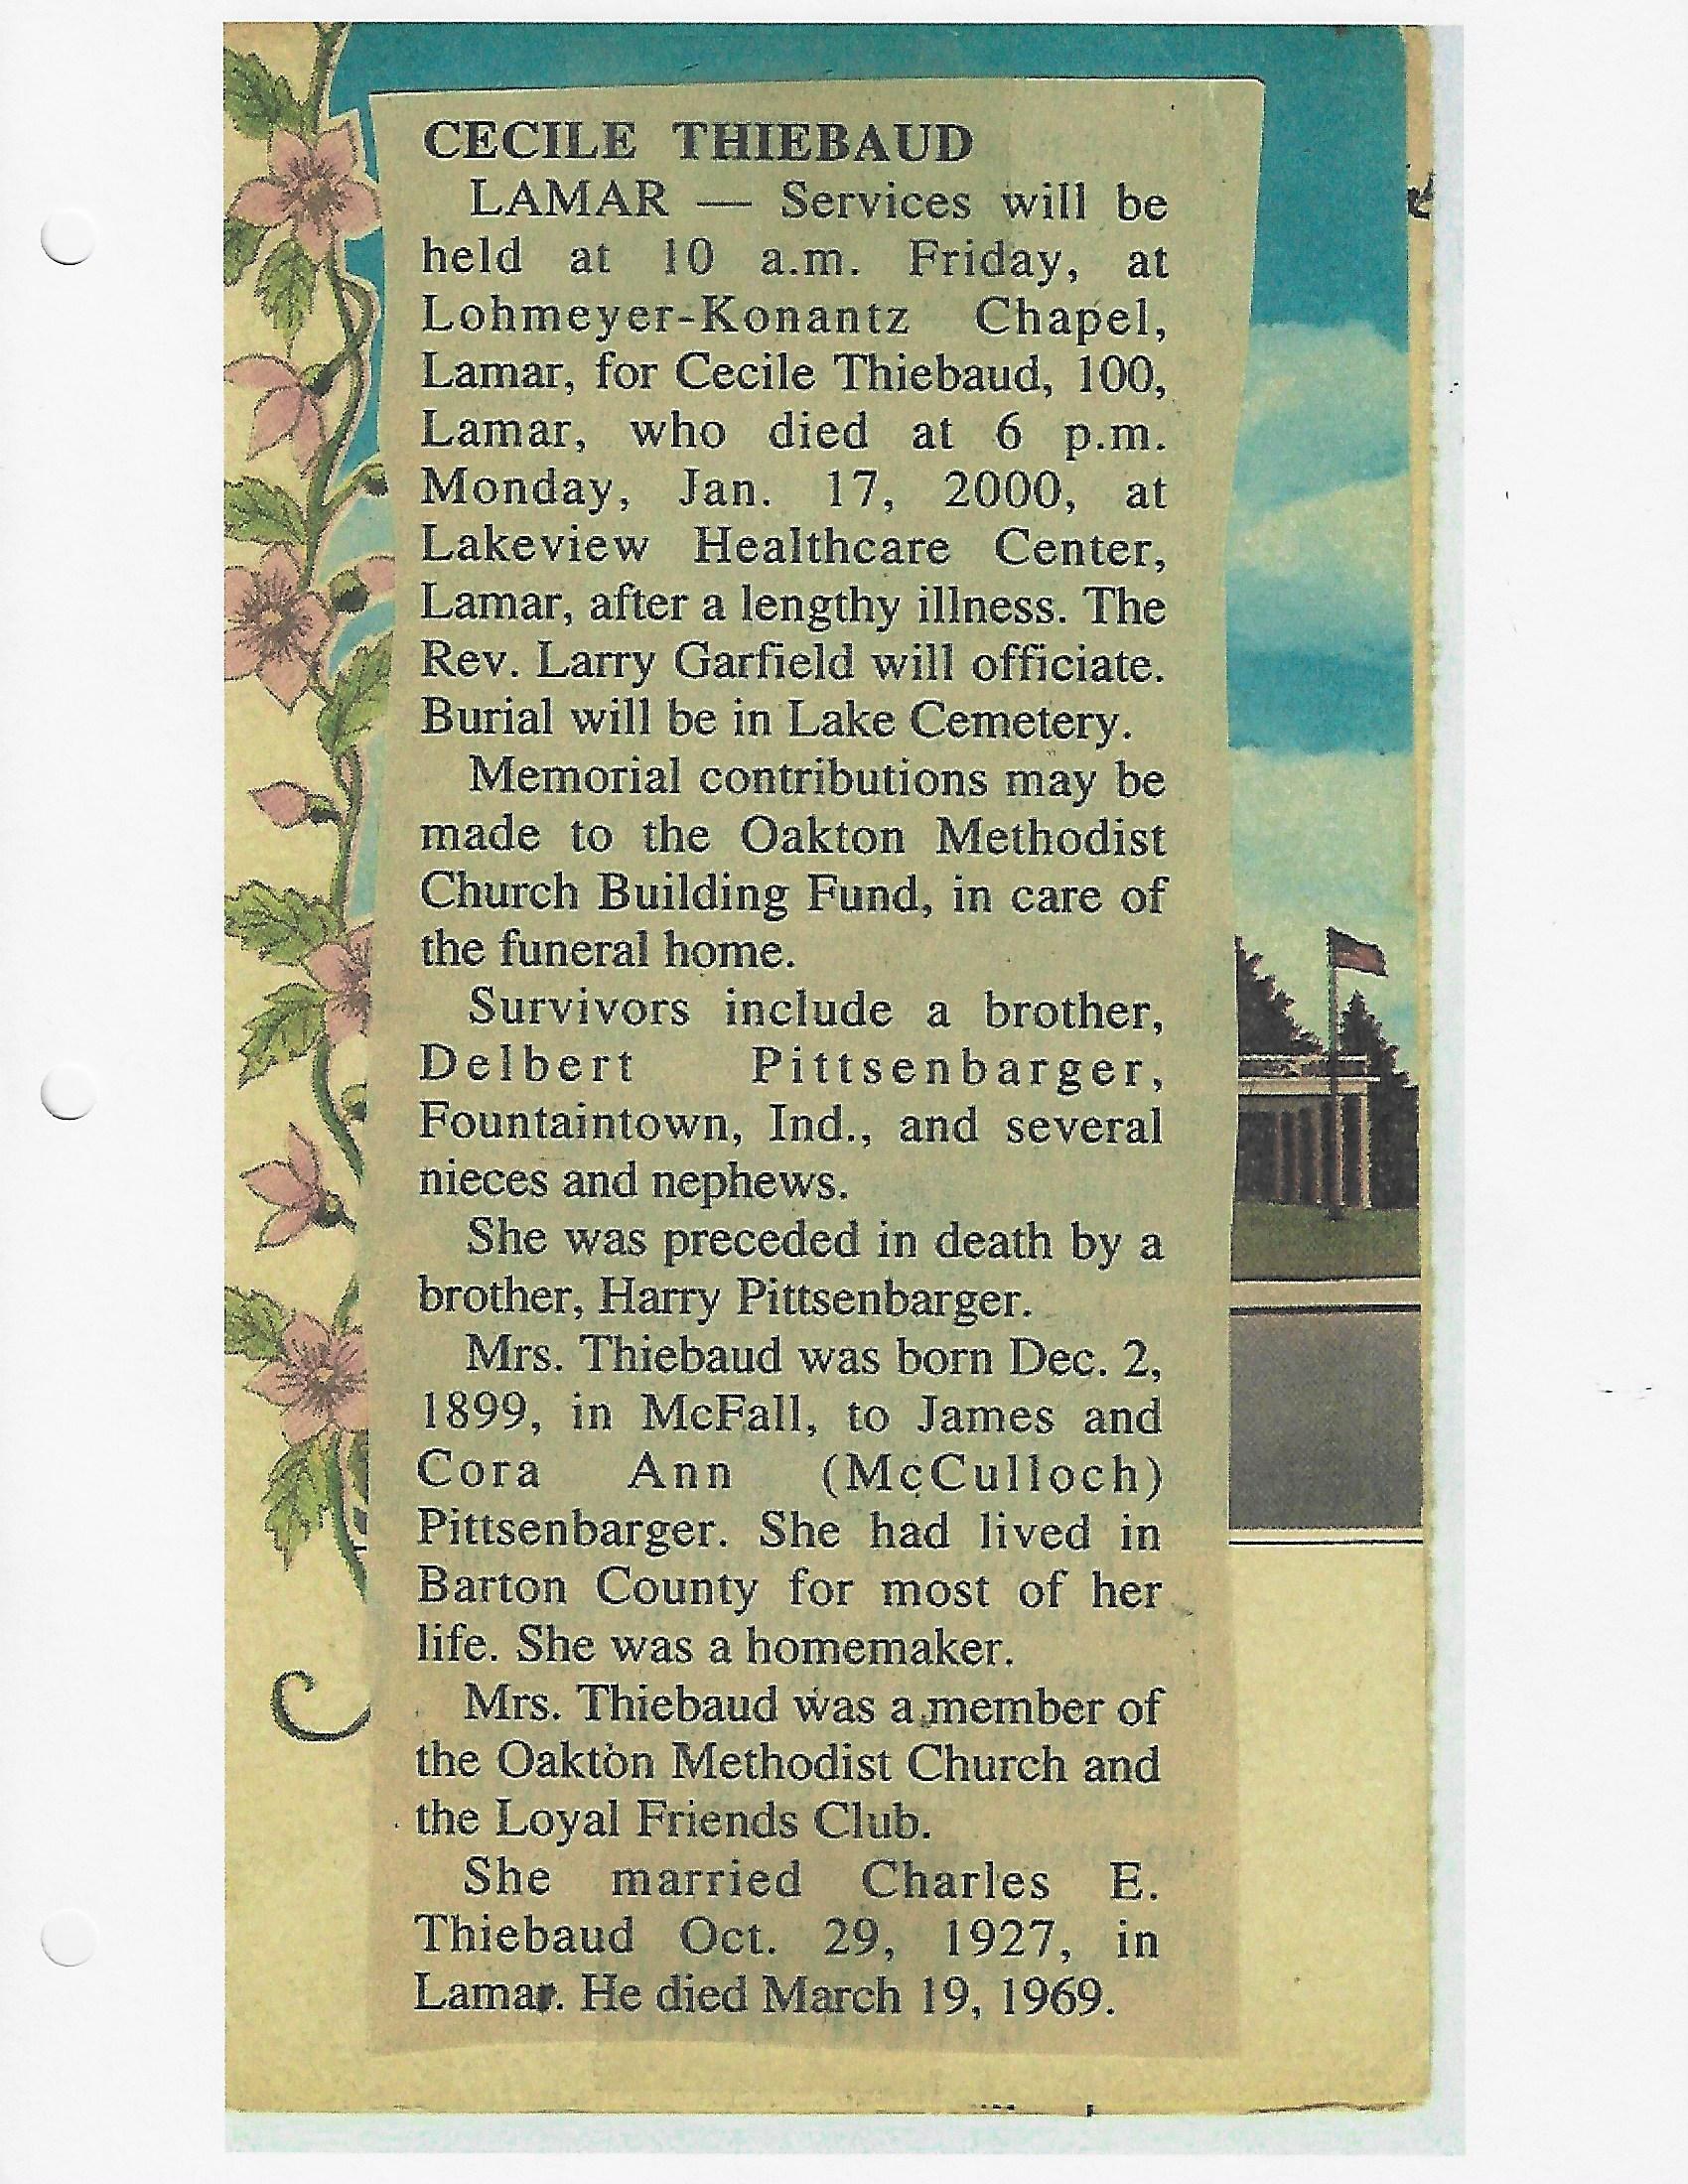 CECILE THIEBAUD
LAMAR — Services will be
held at 10 a.m. Friday, at
Lohmeyer-Konantz Chapel,
Lamar, for Cecile Thiebaud, 100,
Lamar, who died at 6 p.m.
Monday, Jan. 17, 2000, at
Lakeview Healthcare Center,
Lamar, after a lengthy illness. The
Rev. Larry Garfield will officiate.
Burial will be in Lake Cemetery.
Memorial contributions may be
made to the Oakton Methodist
Church Building Fund, in care of
the funeral home.
Survivors include a brother,
Delbert Pittsenbarger,
Fountaintown, Ind., and several
nieces and nephews.
She was preceded in death by a
brother, Harry Pittsenbarger.
Mrs. Thiebaud was born Dec. 2,
1899, in McFall, to James and
Cora Ann (McCulloch)
Pittsenbarger. She had lived in
Barton County for most of her
life. She was a homemaker.
Mrs. Thiebaud was a member of
the Oakton Methodist Church and
the Loyal Friends Club.
She married Charles E.
Thiebaud Oct. 29, 1927, in
Lamar. He died March 19, 1969.